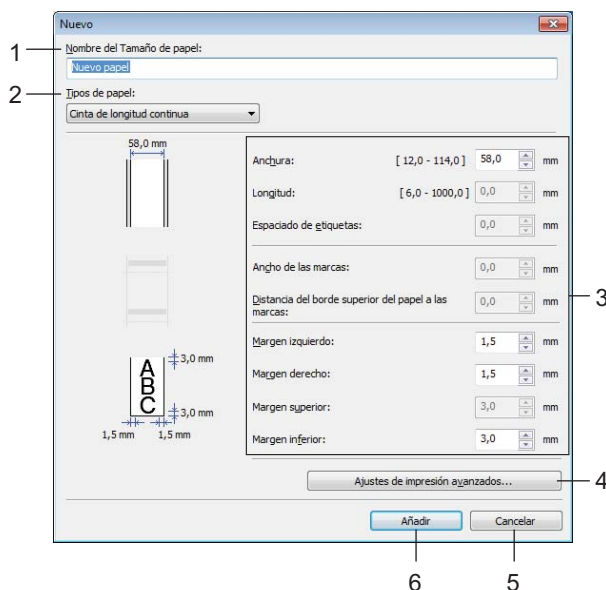 Nuevo
1
Nombre del Tamaño de papel:
Nuevo papel
2
Tipos de papel:
Cinta de longitud continua
58,0 mm
Anchura: [ 12,0 - 114,0 ] 58,0 mm
Longitud: [ 6,0 - 1000,0 ] 0,0 mm
Espaciado de etiquetas: 0,0 mm
Ancho de las marcas: 0,0 mm
Distancia del borde superior del papel a las
marcas: 0,0 mm
3
Margen izquierdo: 1,5 mm
Margen derecho: 1,5 mm
Margen superior: 3,0 mm
Margen inferior: 3,0 mm
3,0 mm
A
B
C
3,0 mm
1,5 mm 1,5 mm
Ajustes de impresión avanzados...
4
Añadir Cancelar
6 5